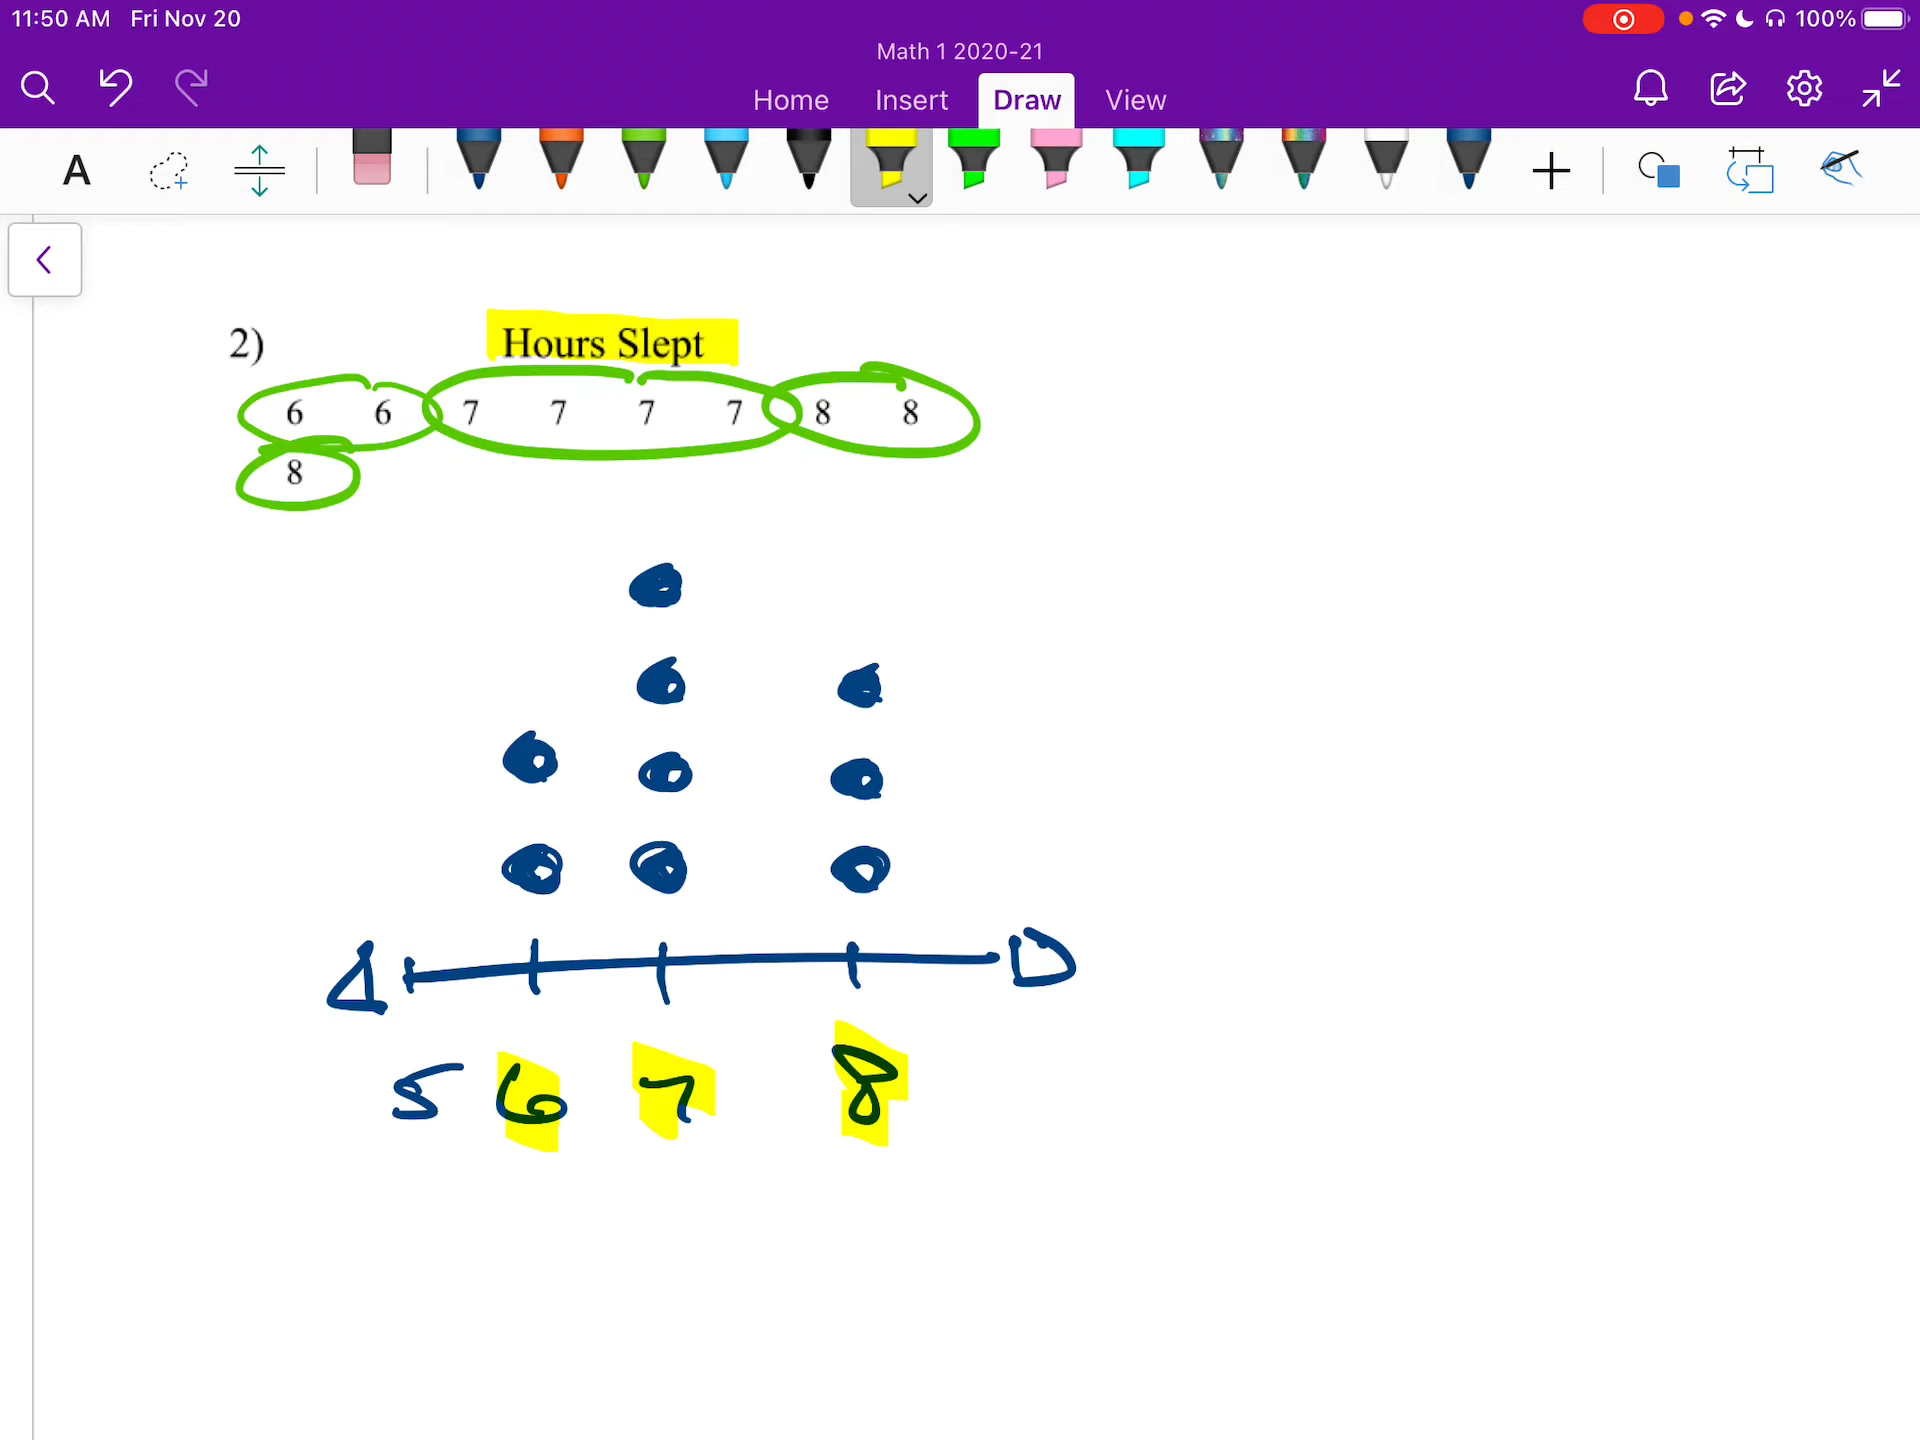 11:50 AM Fri Nov 20
100%
Math 1 2020-21
Home Insert Draw View
A
2) Hours Slept
6 6 7 7 7 7 8 8
8
5 6 7 8